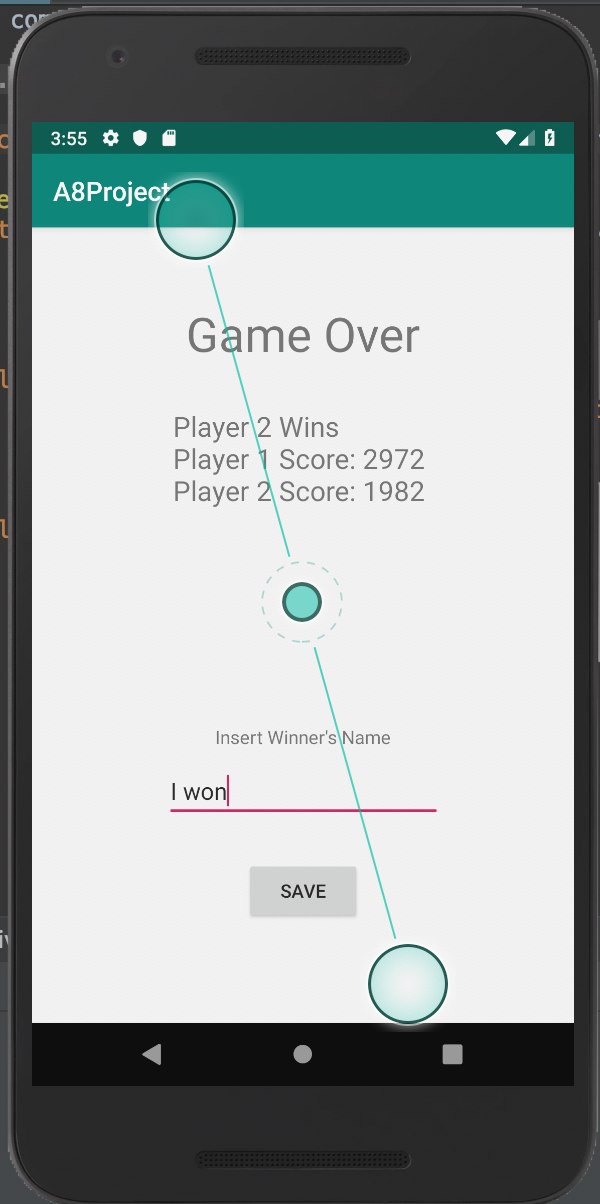 3:55
A8Project
Game Over
Player 2 Wins
Player 1 Score: 2972
Player 2 Score: 1982
Insert Winner's Name
I won
SAVE